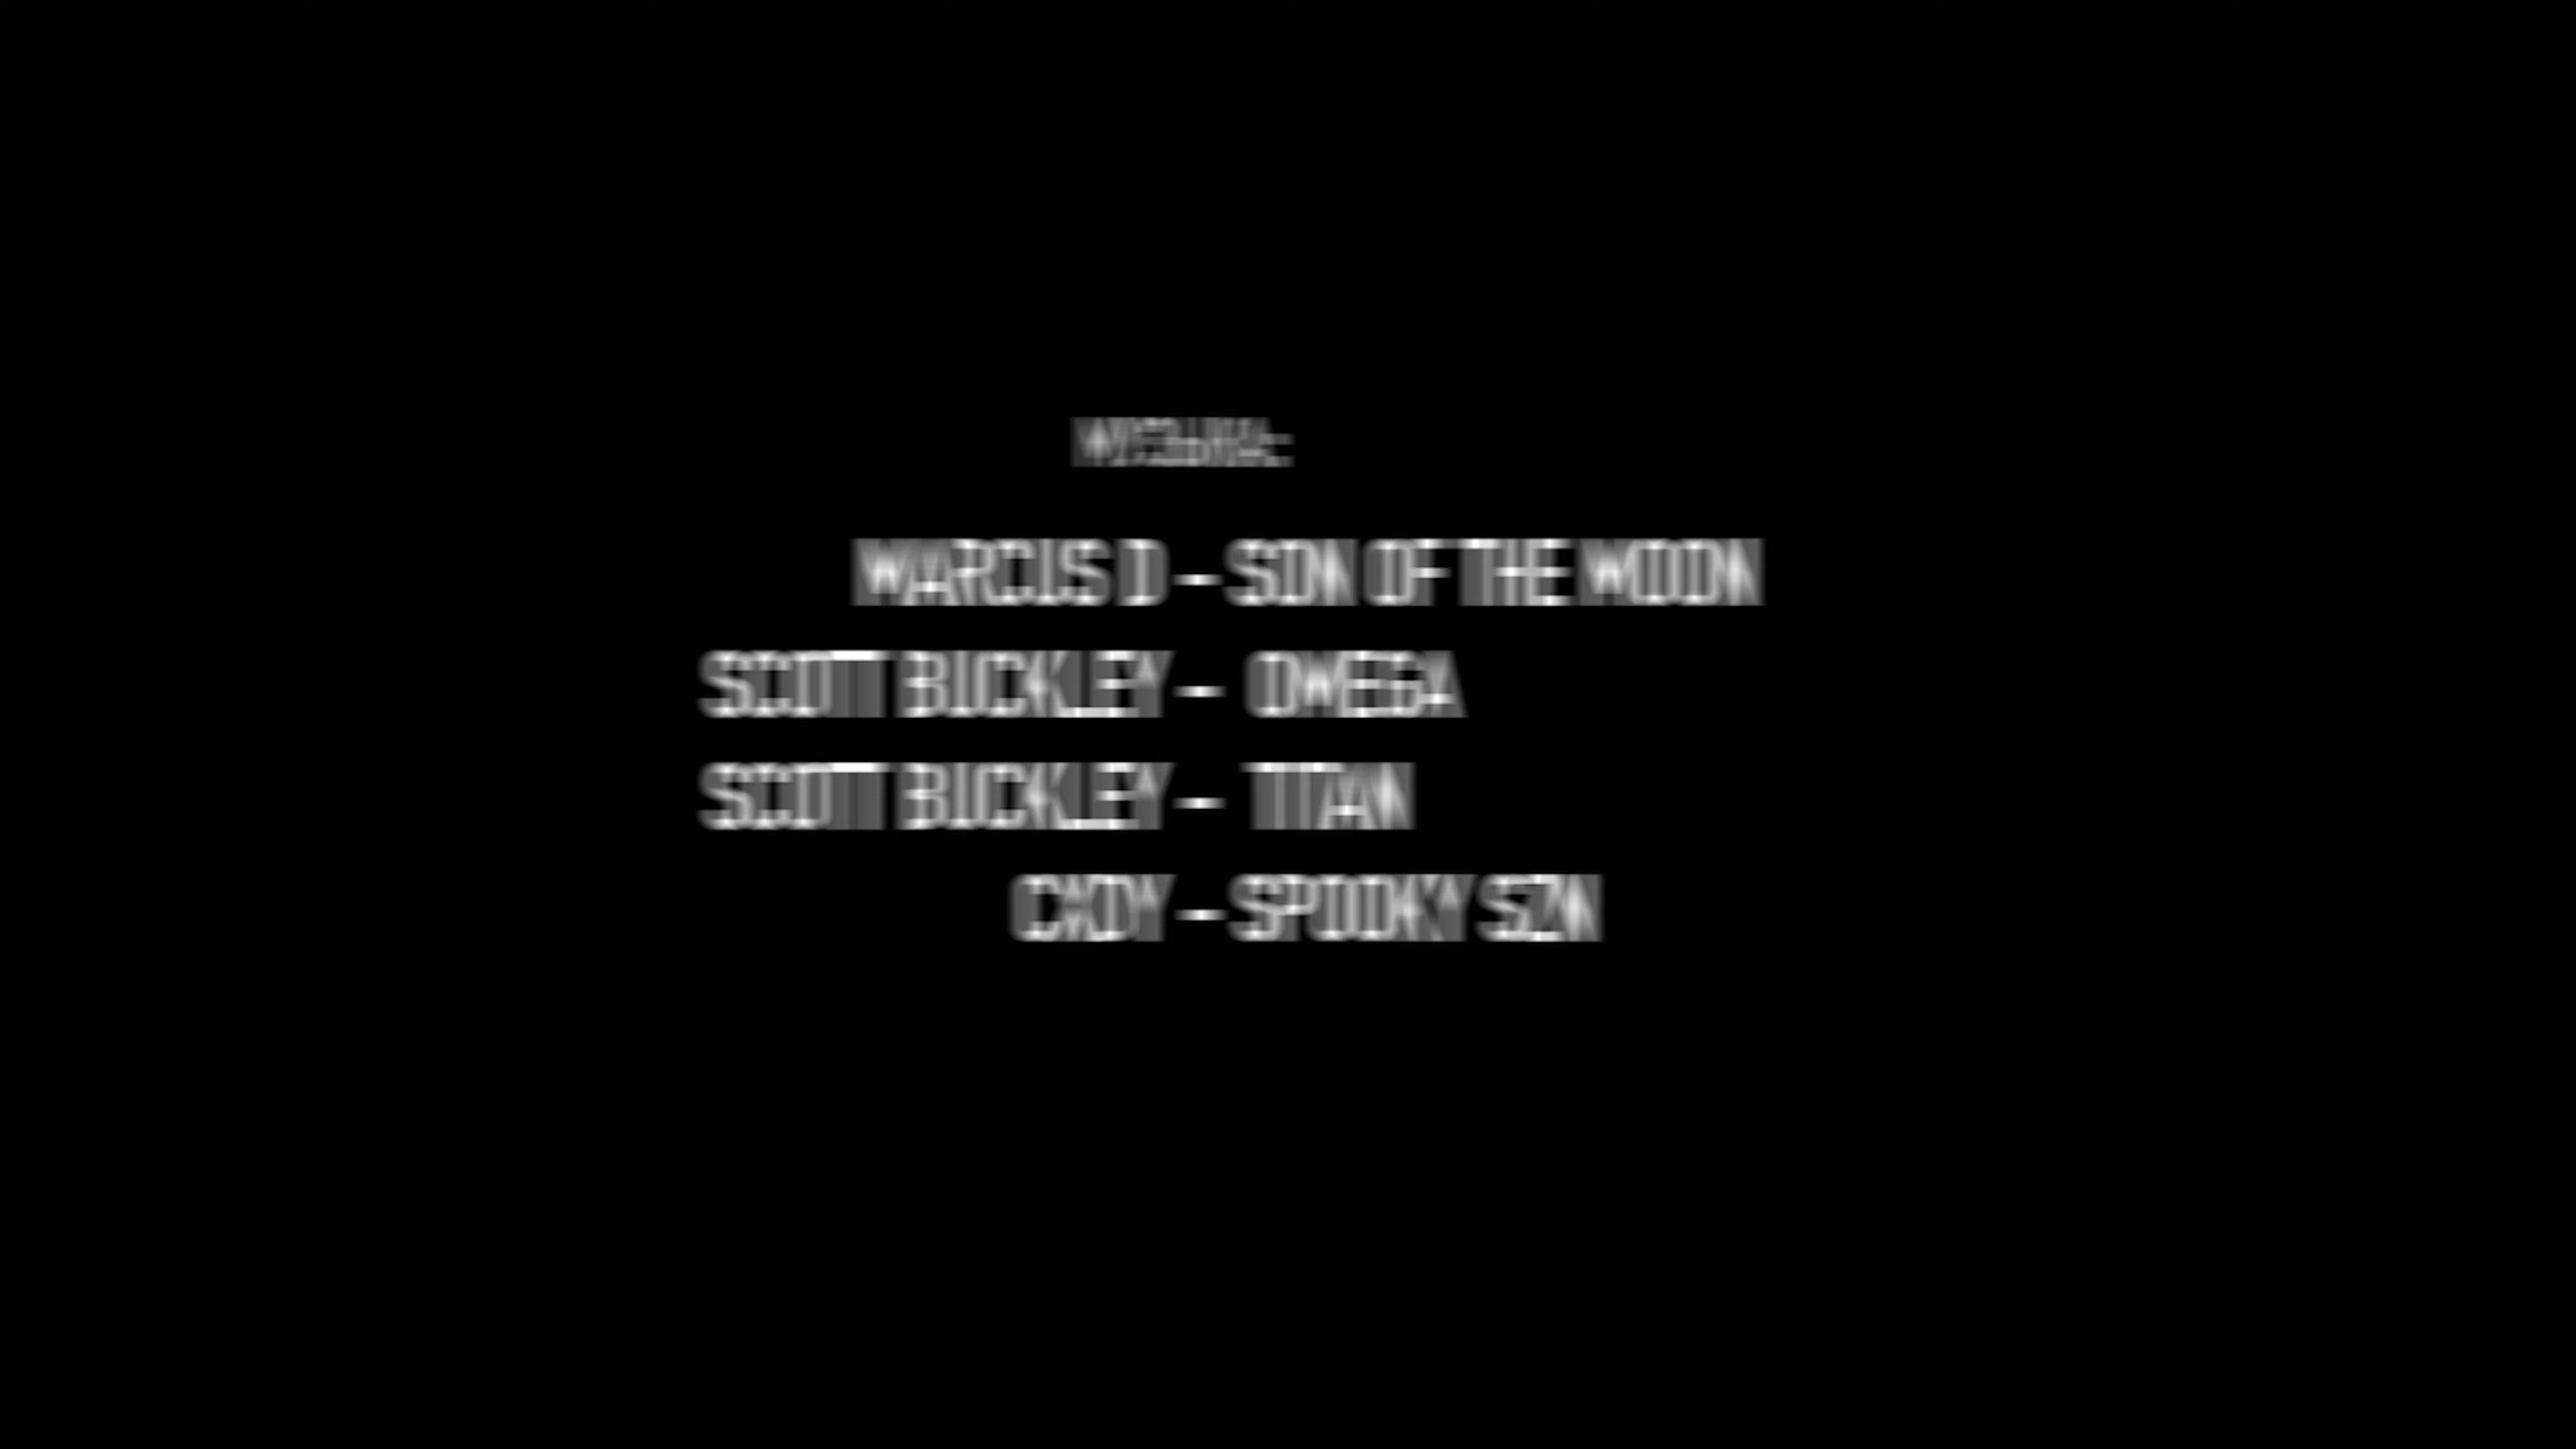 MARCUS D - SON OF THE MOON
SCOTT BUCKLEY - OMEGA
SCOTT BUCKLEY - TITAN
- SPOOKY SZN